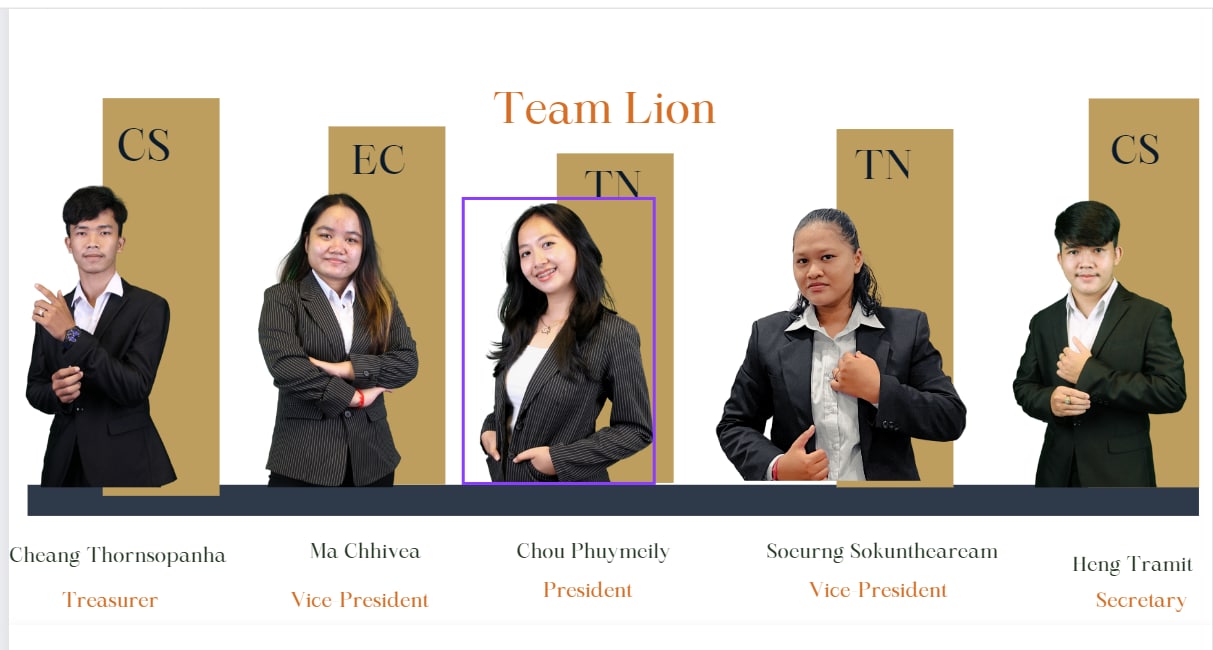 Team Lion
CS
EC
TN
TN
CS
Cheang Thornsopanha
Treasurer
Ma Chhivea
Vice President
Chou Phuymeily
President
Soeurng Sokuntheaream
Vice President
Heng Tramit
Secretary